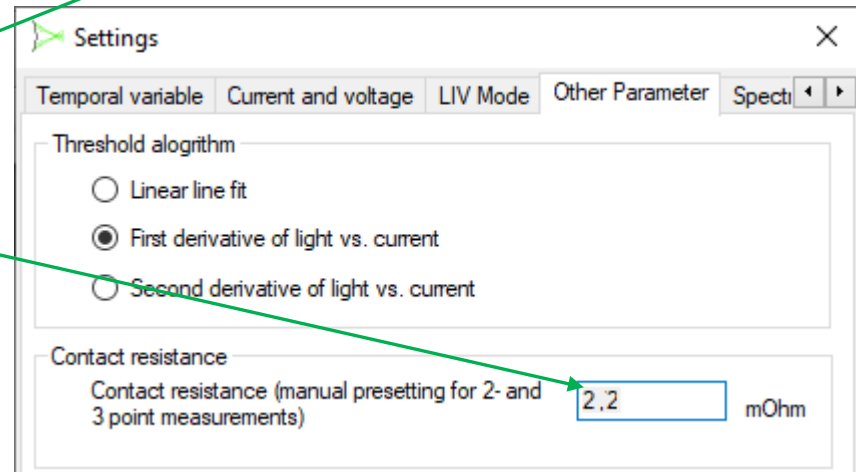 Settings
Temporal variable Current and voltage LIV Mode Other Parameter Spectr
Threshold alogrithm
Linear line fit
First derivative of light vs. current
Second derivative of light vs. current
Contact resistance
Contact resistance (manual presetting for 2- and
3 point measurements)
2,2 mOhm